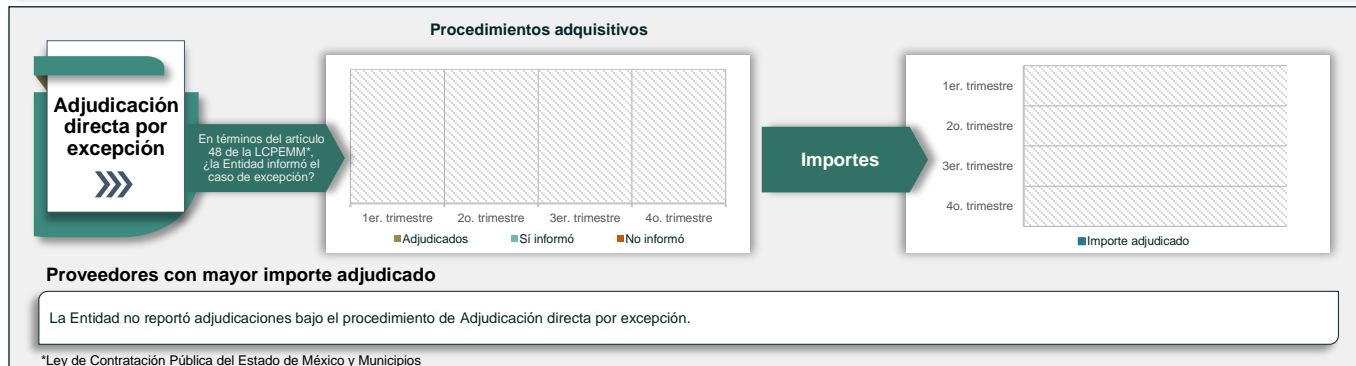 Procedimientos adquisitivos
Adjudicación
directa por
excepción
En términos del artículo
48 de la LCPEMM*,
¿la Entidad informó el
caso de excepción?
1er. trimestre 2o. trimestre 3er. trimestre 4o. trimestre
Adjudicados Sí informó No informó
Importes
1er. trimestre
2o. trimestre
3er. trimestre
4o. trimestre
Importe adjudicado
Proveedores con mayor importe adjudicado
La Entidad no reportó adjudicaciones bajo el procedimiento de Adjudicación directa por excepción.
*Ley de Contratación Pública del Estado de México y Municipios